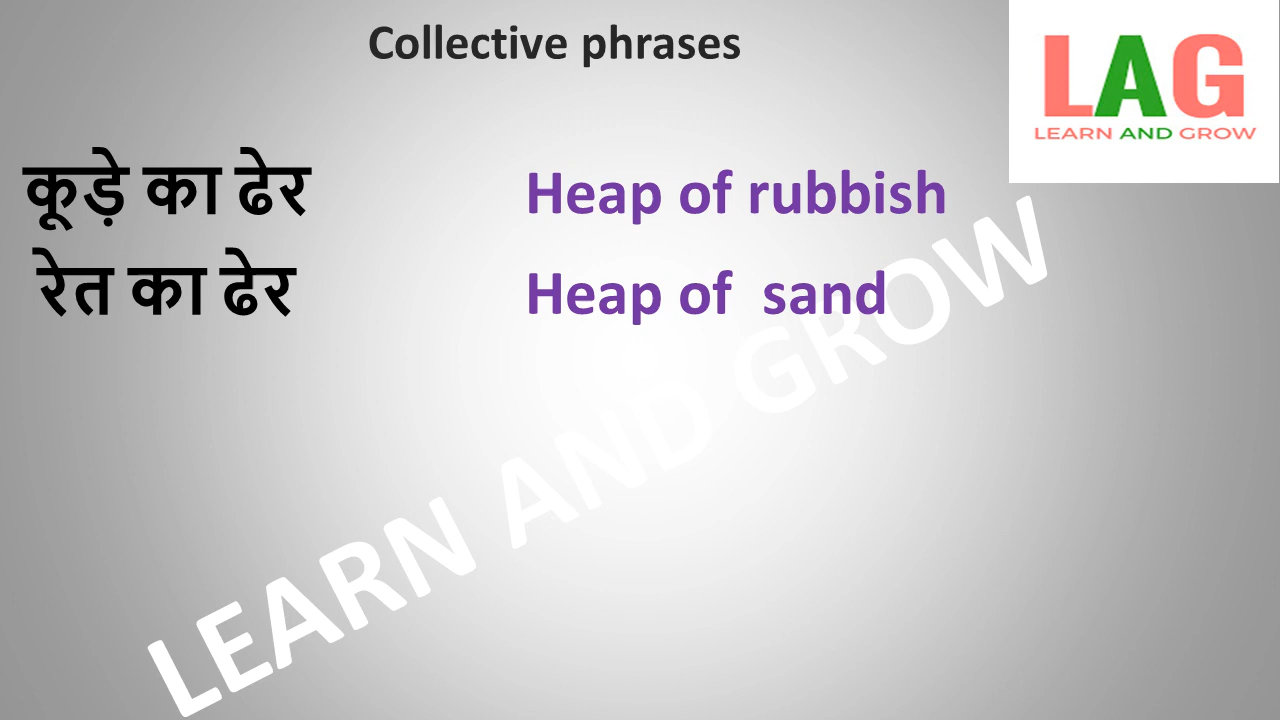 Collective phrases
LAG
LEARN AND GROW
कूड़े का ढेर
Heap of rubbish
रेत का ढेर
Heap of sand
LEARN AND GROW